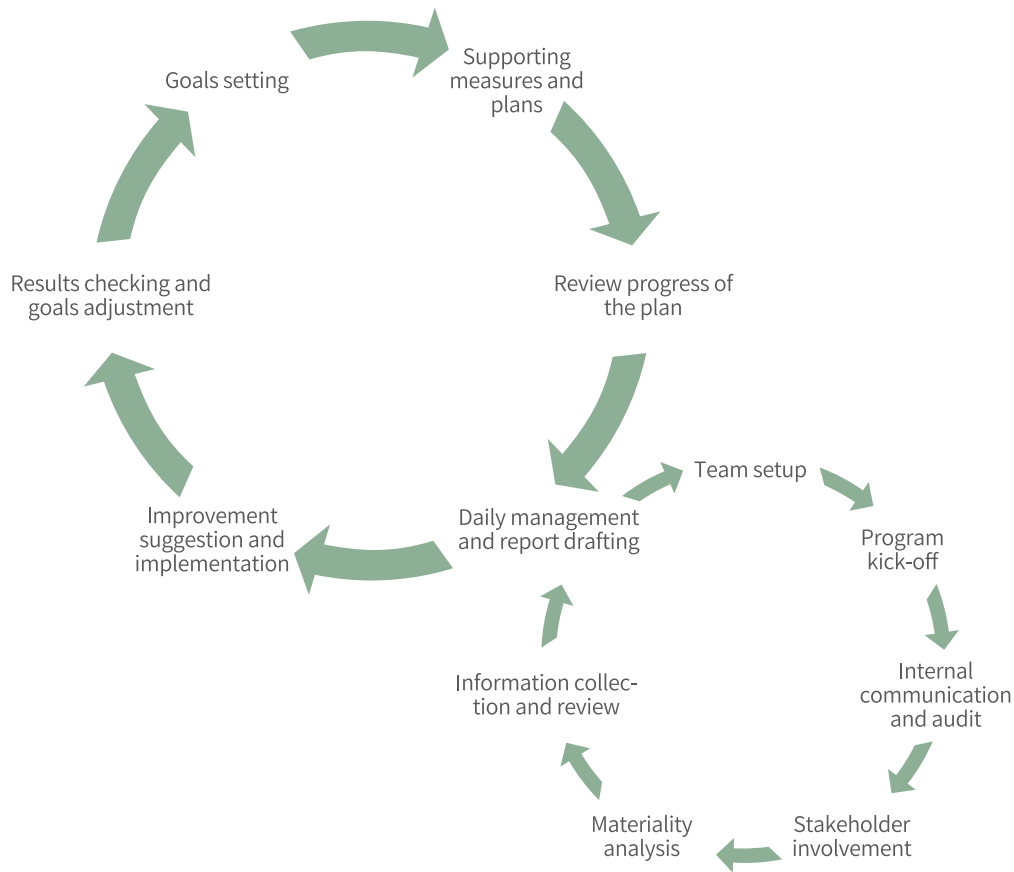 Goals setting
Supporting
measures and
plans
Review progress of
the plan
Results checking and
goals adjustment
Daily management
and report drafting
Improvement
suggestion and
implementation
Team setup
Program
kick-off
Internal
communication
and audit
Stakeholder
involvement
Materiality
analysis
Information collec-
tion and review